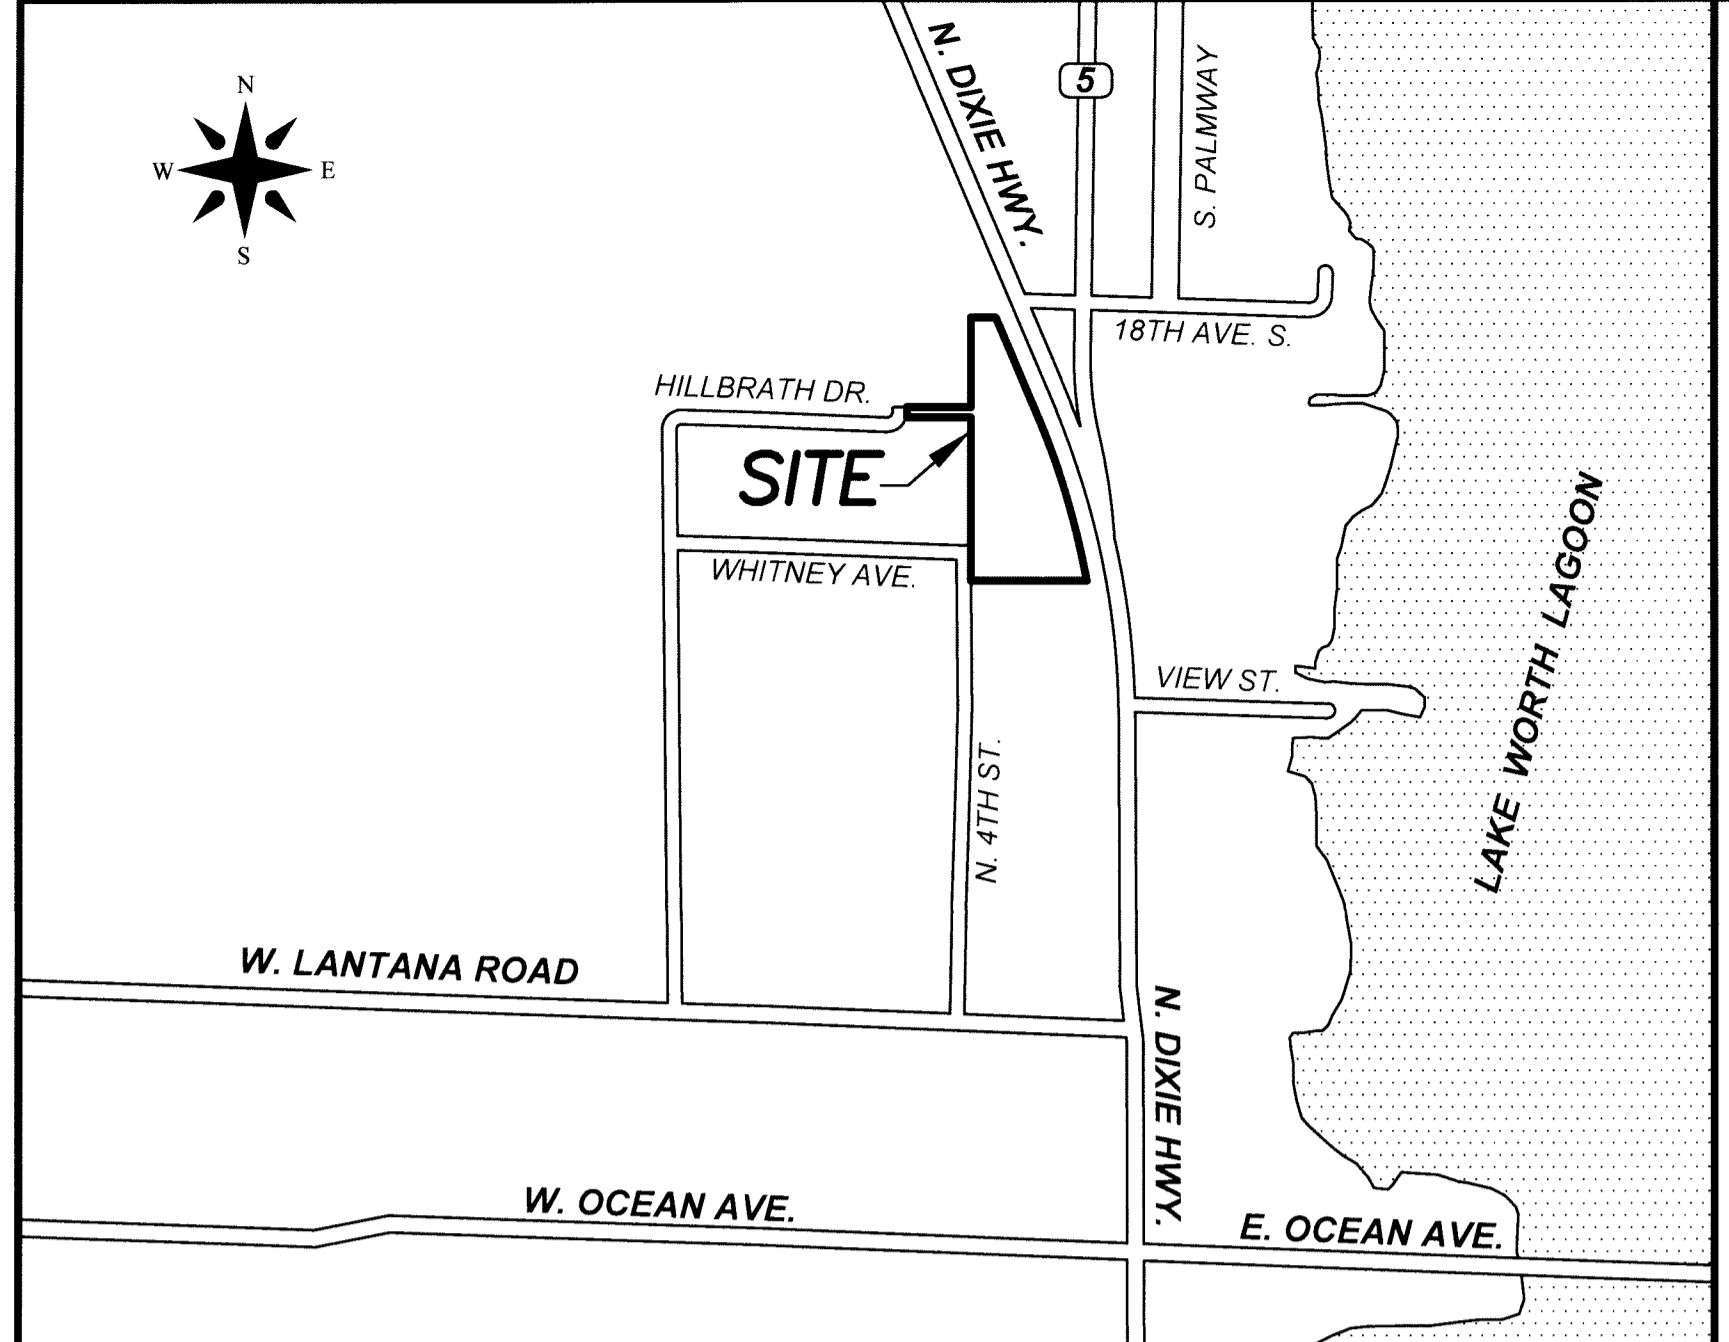 N. DIXIE HWY.
5
S. PALMWAY
N
W
E
S
18TH AVE. S.
HILLBRATH DR.
SITE
WHITNEY AVE.
LAKE WORTH LAGOON
VIEW ST.
N. 4TH ST.
W. LANTANA ROAD
N. DIXIE HWY.
W. OCEAN AVE.
E. OCEAN AVE.